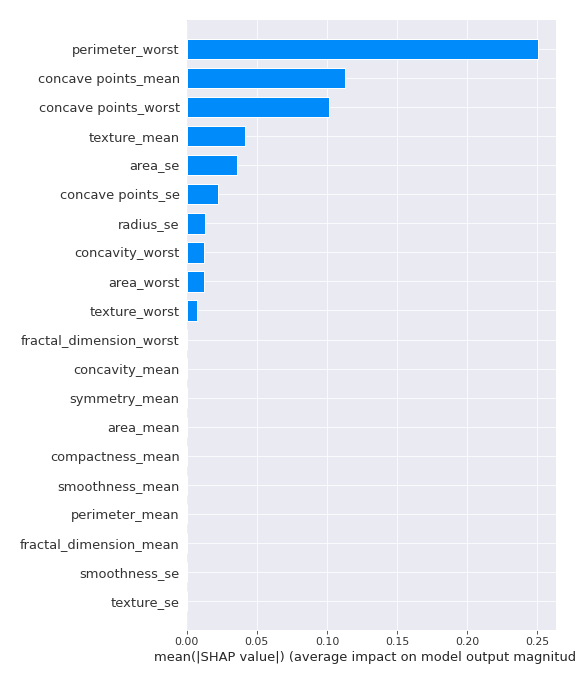 perimeter_worst
concave points_mean
concave points_worst
texture_mean
area_se
concave points_se
radius_se
concavity_worst
area_worst
texture_worst
fractal_dimension_worst
concavity_mean
symmetry_mean
area_mean
compactness_mean
smoothness_mean
perimeter_mean
fractal_dimension_mean
smoothness_se
texture_se
0.00 0.05 0.10 0.15 0.20 0.25
mean(|SHAP value|) (average impact on model output magnitud